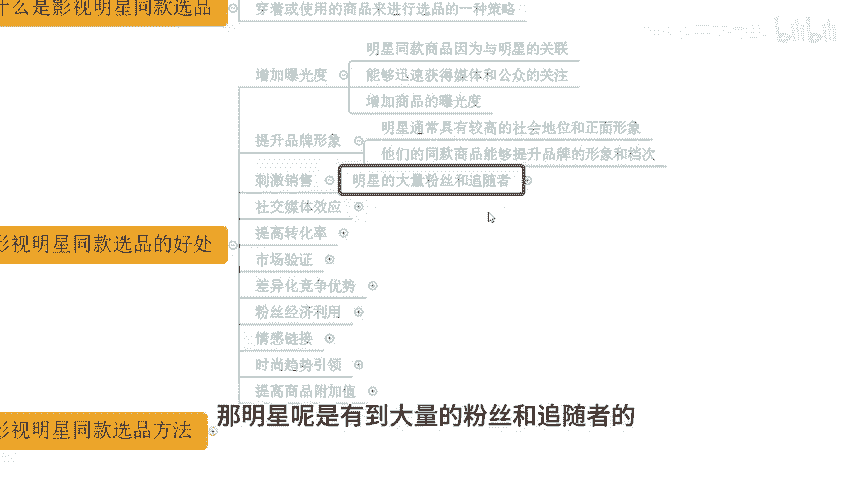 什么是影视明星同款选品
穿着或使用的商品来进行选品的一种策略
bilibili
增加曝光度
明星同款商品因为与明星的关联
能够迅速获得媒体和公众的关注
增加商品的曝光度
提升品牌形象
明星通常具有较高的社会地位和正面形象
他们的同款商品能够提升品牌的形象和档次
刺激销售
明星的大量粉丝和追随者
社交媒体效应
影视明星同款选品的好处
提高转化率
市场验证
差异化竞争优势
粉丝经济利用
情感链接
时尚趋势引领
提高商品附加值
影视明星同款选品方法
那明星呢是有到大量的粉丝和追随者的